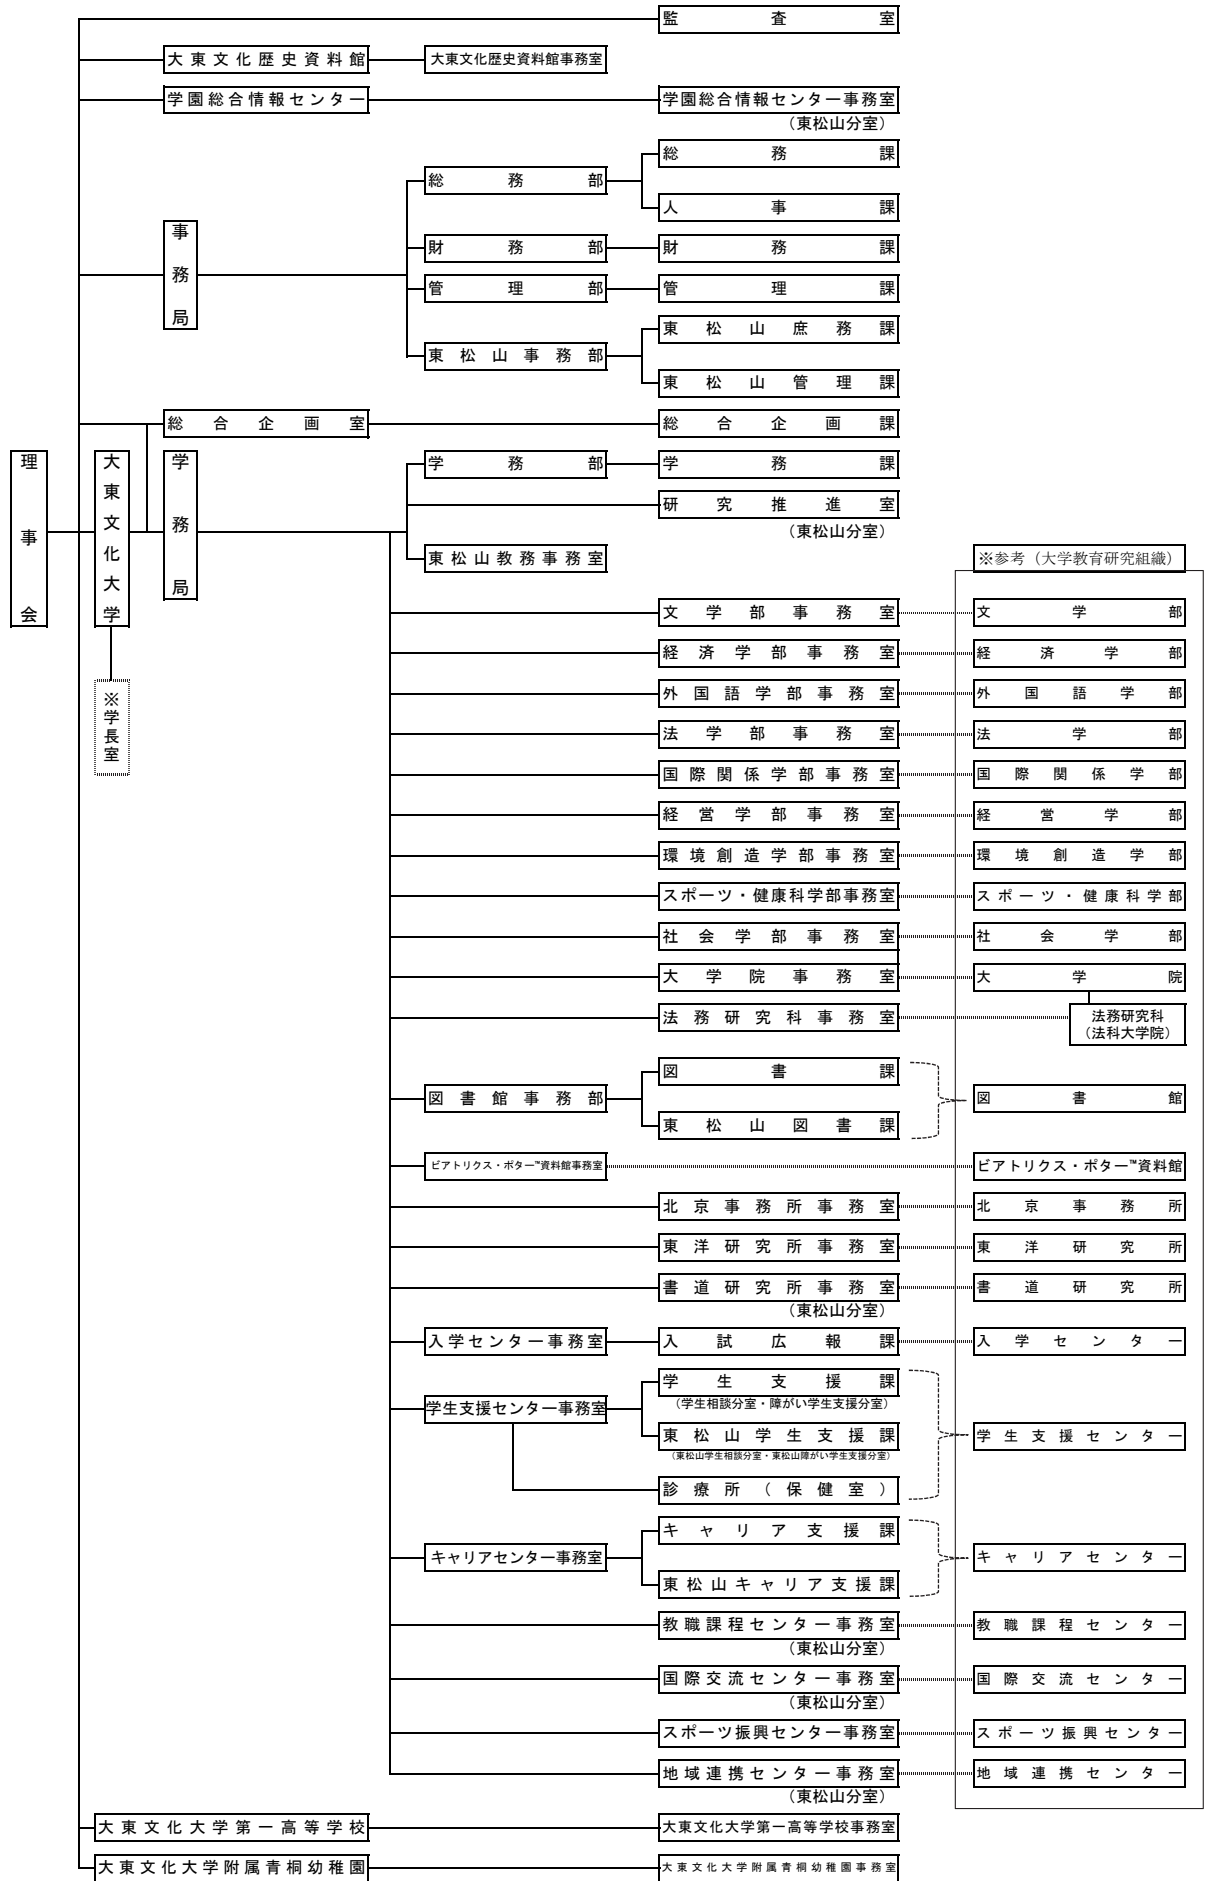 監査室
大東文化歴史資料館 大東文化歴史資料館事務室
学園総合情報センター 学園総合情報センター事務室
（東松山分室）
総務課
総務部
人事課
事務局
財務部 財務課
管理部 管理課
東松山庶務課
東松山事務部
東松山管理課
総合企画室 総合企画課
理事会
大東文化大学
学務局
学務部 学務課
研究推進室
（東松山分室）
東松山教務事務室
※参考（大学教育研究組織）
文学部事務室 文学部
経済学部事務室 経済学部
※学長室
外国語学部事務室 外国語学部
法学部事務室 法学部
国際関係学部事務室 国際関係学部
経営学部事務室 経営学部
環境創造学部事務室 環境創造学部
スポーツ・健康科学部事務室 スポーツ・健康科学部
社会学部事務室 社会学部
大学院事務室 大学院
法務研究科事務室 法務研究科
（法科大学院）
図書課
図書館事務部 図書館
東松山図書課
ビアトリクス・ポター™資料館事務室 ビアトリクス・ポター™資料館
北京事務所事務室 北京事務所
東洋研究所事務室 東洋研究所
書道研究所事務室 書道研究所
（東松山分室）
入学センター事務室 入試広報課 入学センター
学生支援課
（学生相談分室・障がい学生支援分室）
学生支援センター事務室
東松山学生支援課 学生支援センター
（東松山学生相談分室・東松山障がい学生支援分室）
診療所（保健室）
キャリア支援課
キャリアセンター事務室 キャリアセンター
東松山キャリア支援課
教職課程センター事務室 教職課程センター
（東松山分室）
国際交流センター事務室 国際交流センター
（東松山分室）
スポーツ振興センター事務室 スポーツ振興センター
地域連携センター事務室 地域連携センター
（東松山分室）
大東文化大学第一高等学校 大東文化大学第一高等学校事務室
大東文化大学附属青桐幼稚園 大東文化大学附属青桐幼稚園事務室